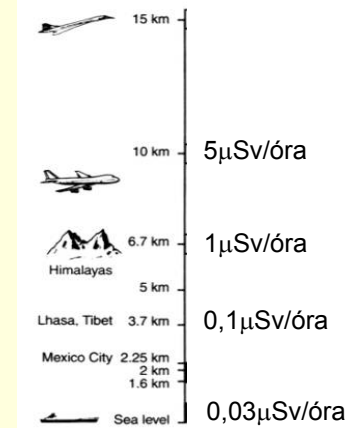 15 km
10 km 5μSv/óra
6.7 km 1μSv/óra
Himalayas
5 km
Lhasa, Tibet 3.7 km 0,1μSv/óra
Mexico City 2.25 km
2 km
1.6 km
Sea level 0,03μSv/óra